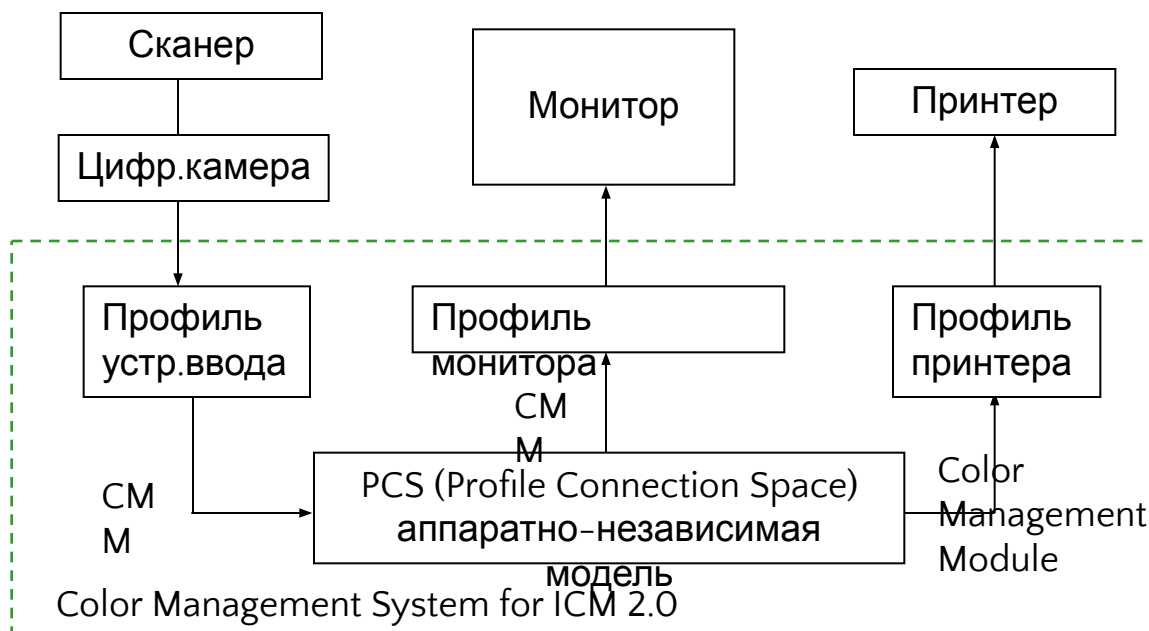 Сканер
Монитор
Принтер
Цифр.камера
Профиль
устр.ввода
Профиль
монитора
Профиль
принтера
CM
M
CM
M
PCS (Profile Connection Space)
аппаратно-независимая
модель
Color
Management
Module
Color Management System for ICM 2.0